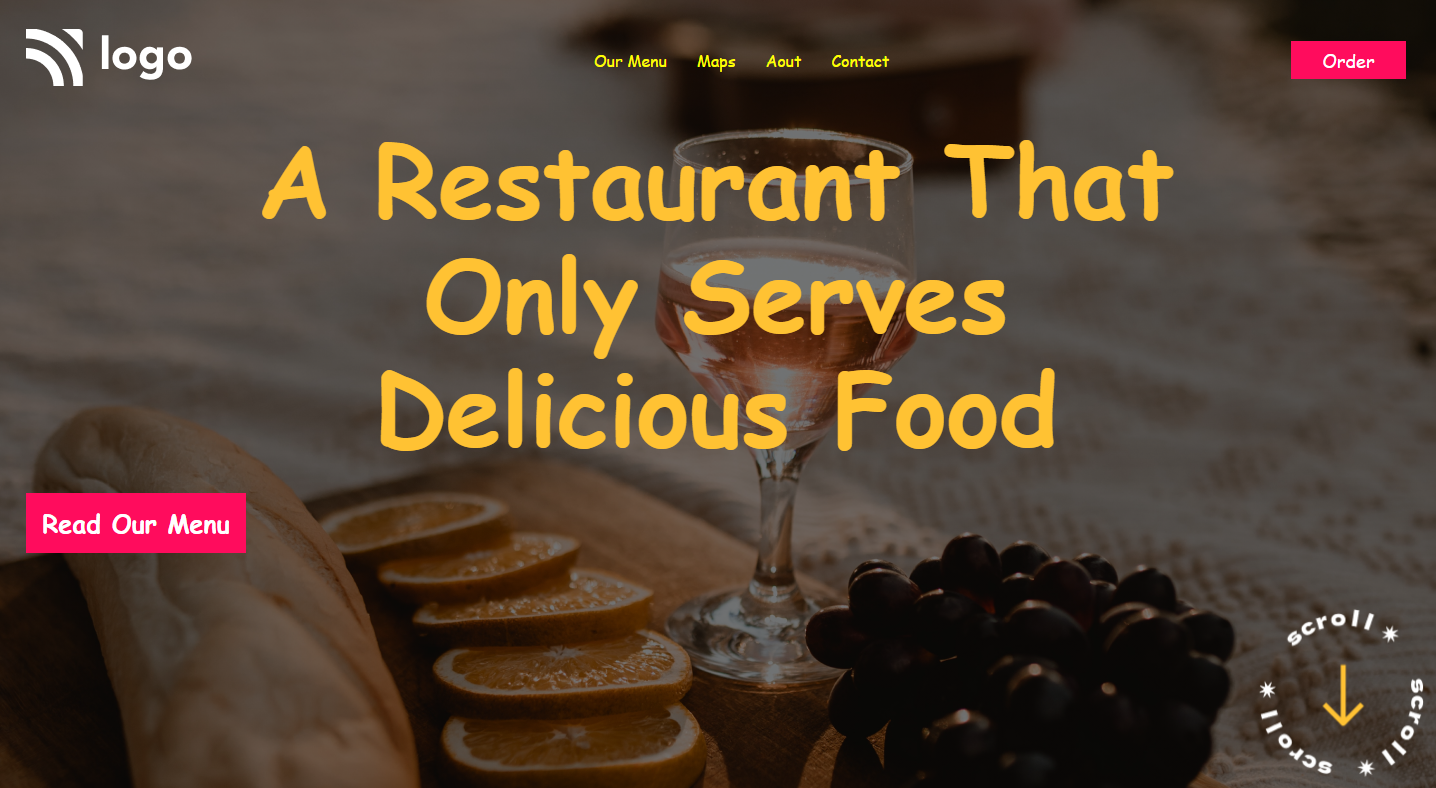 logo
Our Menu Maps Aout Contact
Order
A Restaurant That
Only Serves
Delicious Food
Read Our Menu
scroll
scroll
scroll